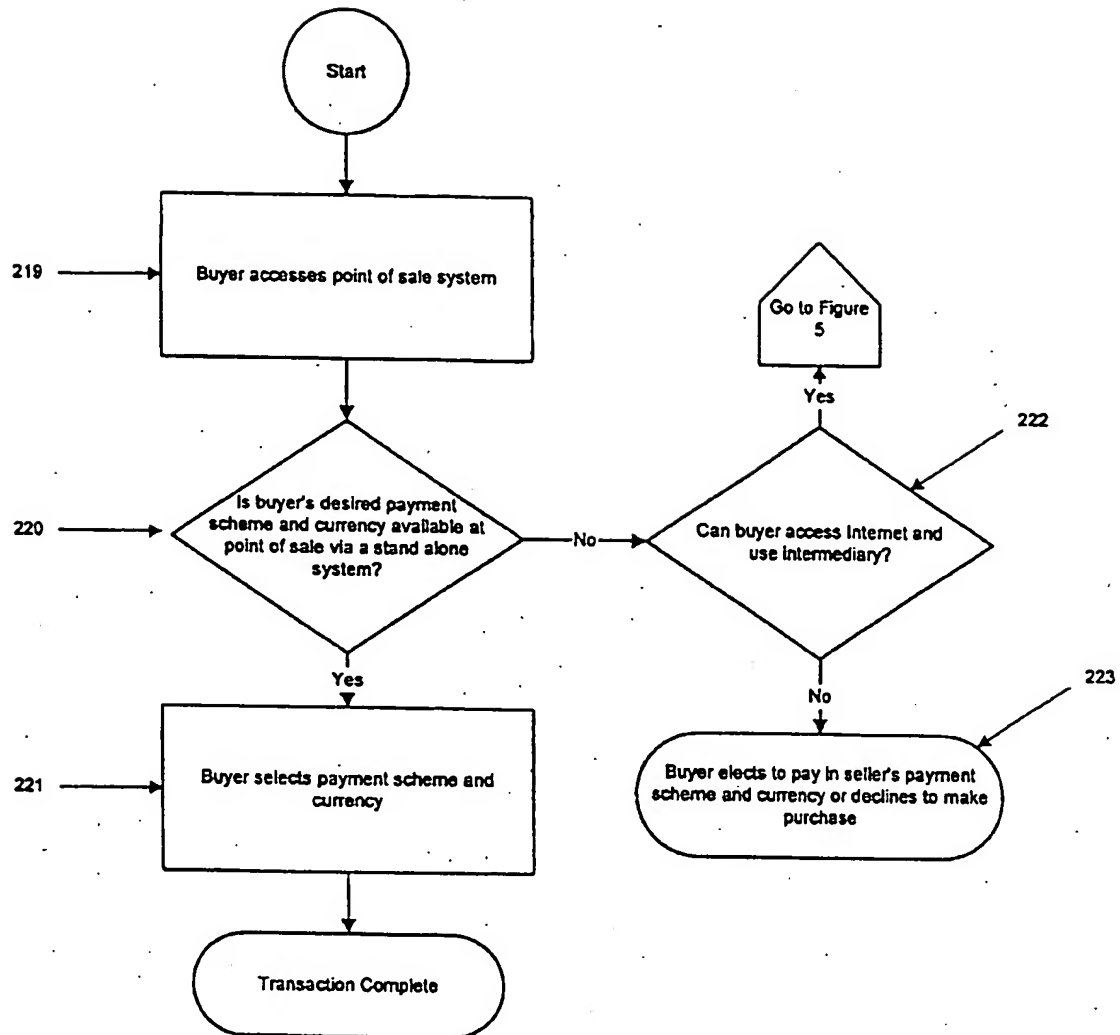 Start
219
Buyer accesses point of sale system
Go to Figure
5
Yes
222
220
Is buyer's desired payment
scheme and currency available at
point of sale via a stand alone
system?
No
Can buyer access Internet and
use intermediary?
Yes
No
223
221
Buyer selects payment scheme and
currency
Buyer elects to pay in seller's payment
scheme and currency or declines to make
purchase
Transaction Complete